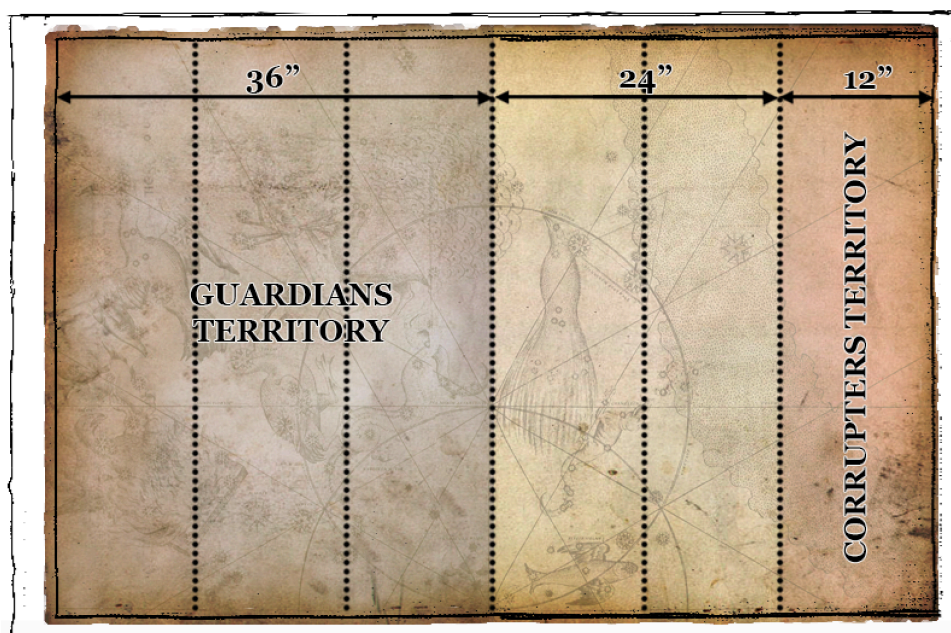 36”
24”
12”
GUARDIANS
TERRITORY
CORRUPTERS TERRITORY